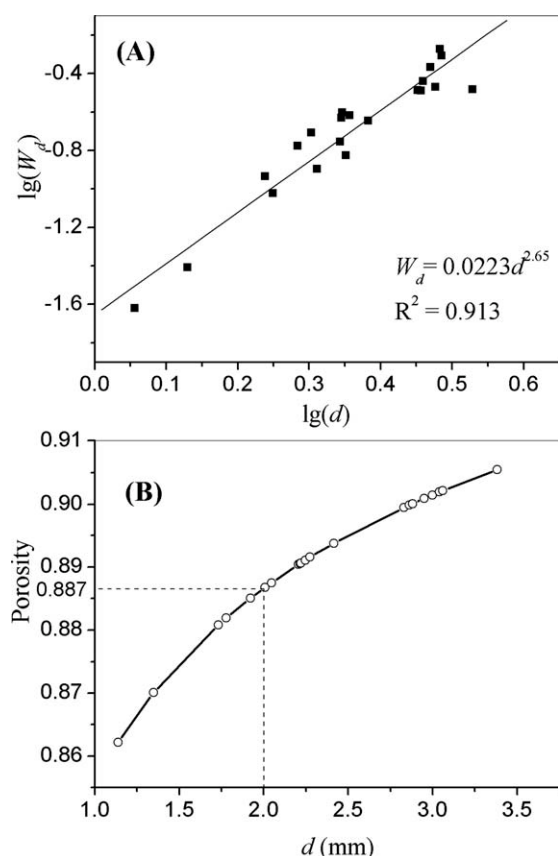 (A)
lg(W_d)
-0.4
-0.8
-1.2
-1.6
W_d = 0.0223d^2.65
R^2 = 0.913
0.0 0.1 0.2 0.3 0.4 0.5 0.6
lg(d)
(B)
Porosity
0.91
0.90
0.89
0.887
0.88
0.87
0.86
1.0 1.5 2.0 2.5 3.0 3.5
d (mm)